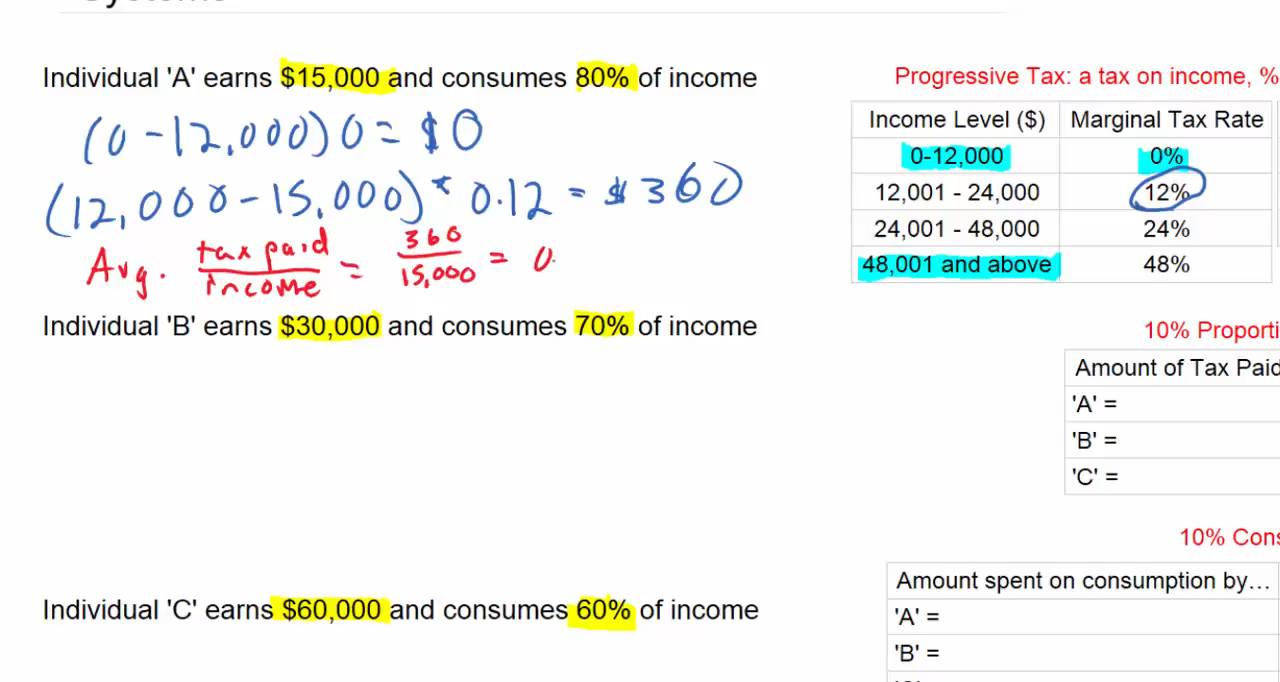 Individual 'A' earns $15,000 and consumes 80% of income
(0-12,000)0=$0
(12,000-15,000)*0.12=$360
Avg. tax paid/income = 360/15,000 = 0.
Individual 'B' earns $30,000 and consumes 70% of income
Individual 'C' earns $60,000 and consumes 60% of income
Progressive Tax: a tax on income, %
Income Level ($) Marginal Tax Rate
0-12,000 0%
12,001 - 24,000 12%
24,001 - 48,000 24%
48,001 and above 48%
10% Proporti
Amount of Tax Paid
'A' =
'B' =
'C' =
10% Cons
Amount spent on consumption by…
'A' =
'B' =